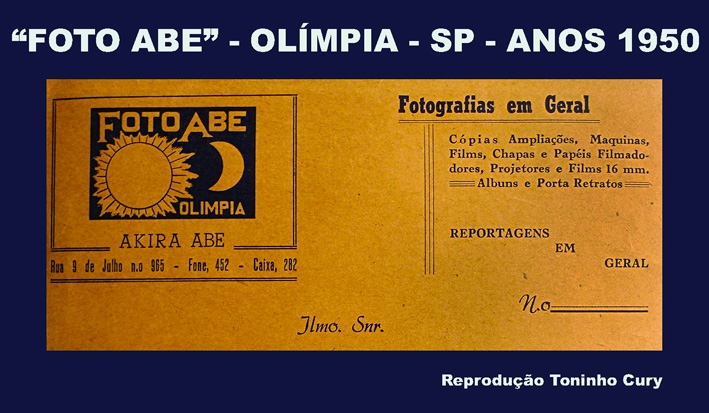 “FOTO ABE” - OLÍMPIA - SP - ANOS 1950
FOTO ABE
OLIMPIA
AKIRA ABE
Rua 9 de Julho n.o 965 - Fone, 452 - Caixa, 282
Fotografias em Geral
Cópias Ampliações, Maquinas,
Films, Chapas e Papéis Filmado-
dores, Projetores e Films 16 mm.
Albuns e Porta Retratos
REPORTAGENS
EM
GERAL
N.o
Ilmo. Snr.
Reprodução Toninho Cury